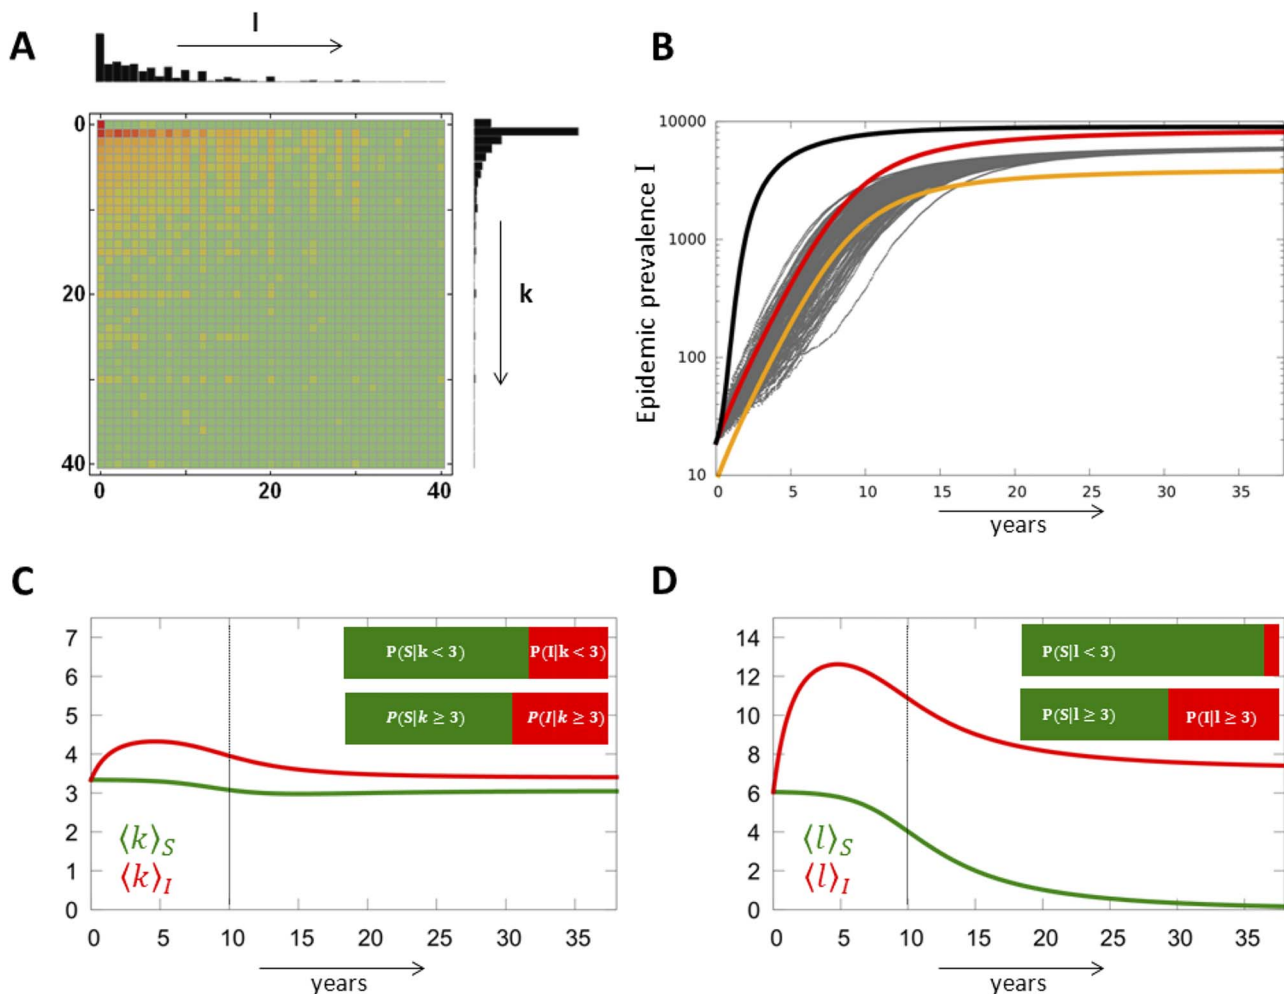 A
l
0
20
40
k
0
20
40
B
10000
1000
100
10
Epidemic prevalence I
0 5 10 15 20 25 30 35
years
C
7
6
5
4
3
2
1
0
P(S|k < 3) P(I|k < 3)
P(S|k ≥ 3) P(I|k ≥ 3)
⟨k⟩S
⟨k⟩I
0 5 10 15 20 25 30 35
years
D
14
12
10
8
6
4
2
0
P(S|l < 3)
P(S|l ≥ 3) P(I|l ≥ 3)
⟨l⟩S
⟨l⟩I
0 5 10 15 20 25 30 35
years